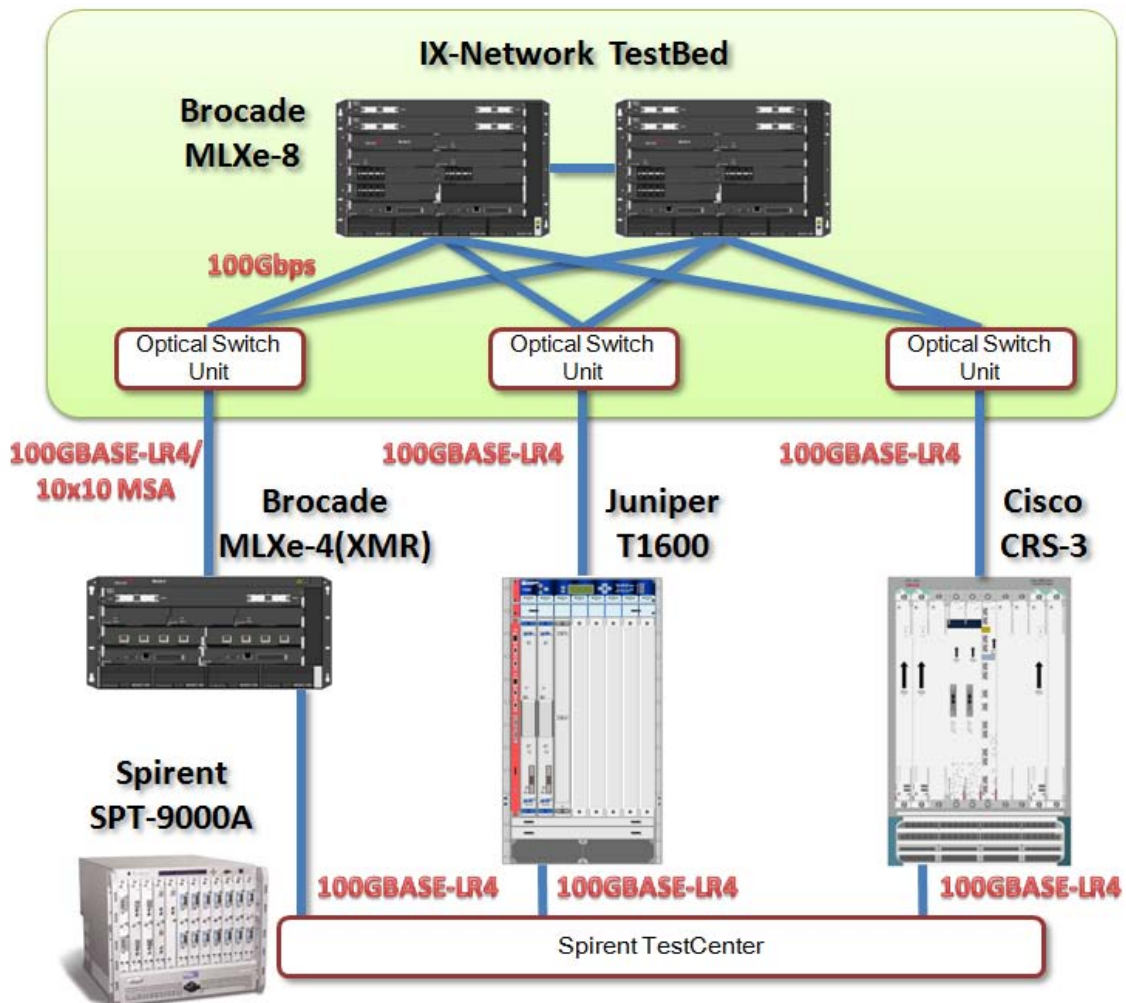 IX-Network TestBed
Brocade
MLXe-8
100Gbps
Optical Switch
Unit
Optical Switch
Unit
Optical Switch
Unit
100GBASE-LR4/
10x10 MSA
100GBASE-LR4
100GBASE-LR4
Brocade
MLXe-4(XMR)
Juniper
T1600
Cisco
CRS-3
Spirent
SPT-9000A
100GBASE-LR4
100GBASE-LR4
100GBASE-LR4
Spirent TestCenter